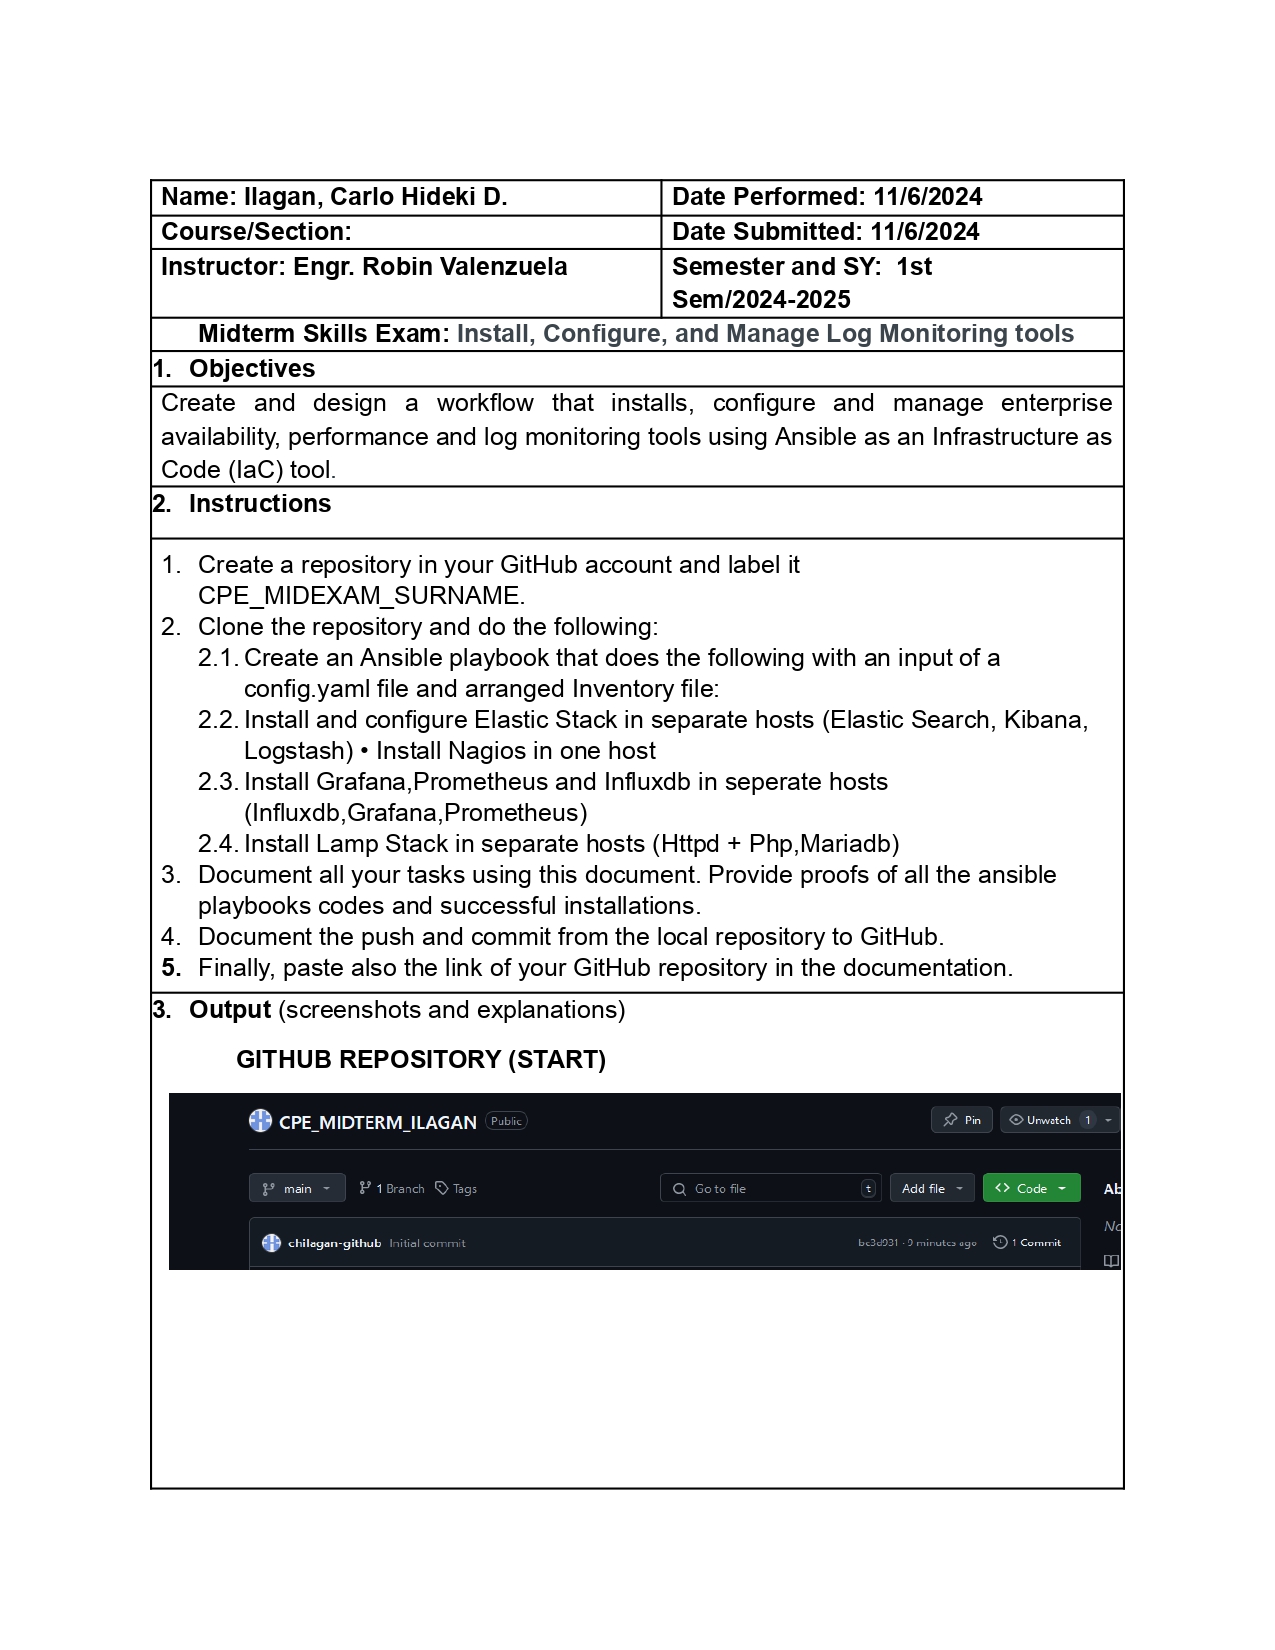 Name: Ilagan, Carlo Hideki D.
Date Performed: 11/6/2024
Course/Section:
Date Submitted: 11/6/2024
Instructor: Engr. Robin Valenzuela
Semester and SY:  1st
Sem/2024-2025
Midterm Skills Exam: Install, Configure, and Manage Log Monitoring tools
1. Objectives
Create and design a workflow that installs, configure and manage enterprise
availability, performance and log monitoring tools using Ansible as an Infrastructure as
Code (IaC) tool.
2. Instructions
1. Create a repository in your GitHub account and label it
CPE_MIDEXAM_SURNAME.
2. Clone the repository and do the following:
2.1. Create an Ansible playbook that does the following with an input of a
config.yaml file and arranged Inventory file:
2.2. Install and configure Elastic Stack in separate hosts (Elastic Search, Kibana,
Logstash) • Install Nagios in one host
2.3. Install Grafana,Prometheus and Influxdb in seperate hosts
(Influxdb,Grafana,Prometheus)
2.4. Install Lamp Stack in separate hosts (Httpd + Php,Mariadb)
3. Document all your tasks using this document. Provide proofs of all the ansible
playbooks codes and successful installations.
4. Document the push and commit from the local repository to GitHub.
5. Finally, paste also the link of your GitHub repository in the documentation.
3. Output (screenshots and explanations)
GITHUB REPOSITORY (START)
CPE_MIDTERM_ILAGAN Public Pin Unwatch 1
main 1 Branch Tags Go to file t Add file Code Ab
chilagan-github Initial commit minutes ago 1 Commit No